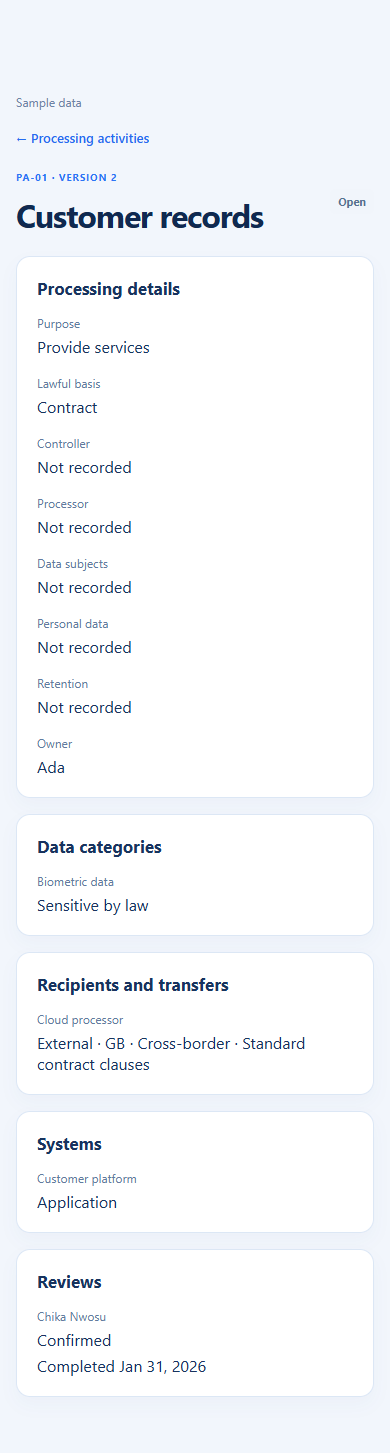 Sample data
← Processing activities
PA-01 · VERSION 2
Customer records
Open
Processing details
Purpose
Provide services
Lawful basis
Contract
Controller
Not recorded
Processor
Not recorded
Data subjects
Not recorded
Personal data
Not recorded
Retention
Not recorded
Owner
Ada
Data categories
Biometric data
Sensitive by law
Recipients and transfers
Cloud processor
External · GB · Cross-border · Standard
contract clauses
Systems
Customer platform
Application
Reviews
Chika Nwosu
Confirmed
Completed Jan 31, 2026